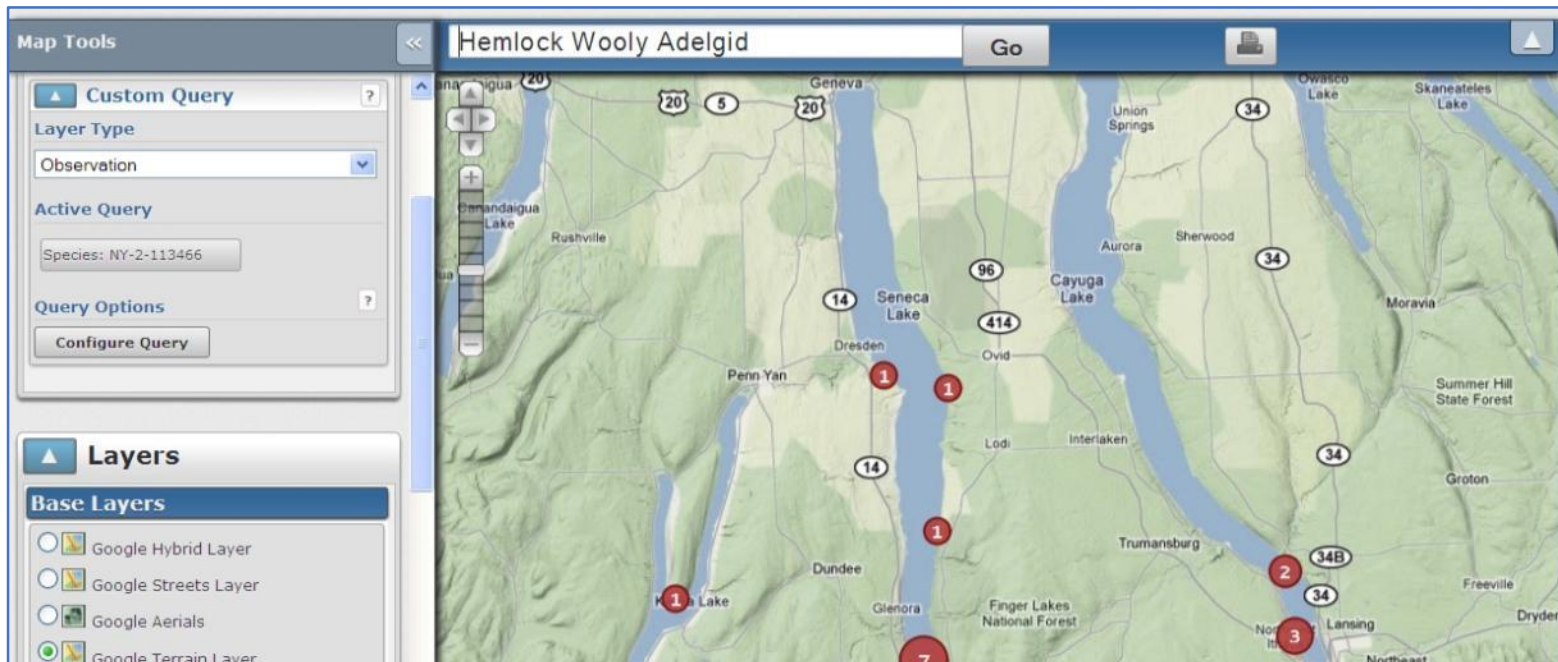 Map Tools
«
Hemlock Wooly Adelgid
Go
Custom Query
?
Layer Type
Observation
Active Query
Species: NY-2-113466
Query Options
?
Configure Query
Layers
Base Layers
Google Hybrid Layer
Google Streets Layer
Google Aerials
Google Terrain Layer
20
20
5
20
Geneva
34
Owasco
Lake
Skaneateles
Lake
Union
Springs
Canandaigua
Lake
Rushville
Aurora
Sherwood
34
96
Cayuga
Lake
14
Seneca
Lake
414
Moravia
Dresden
Ovid
Penn Yan
1
1
Summer Hill
State Forest
Lodi
Interlaken
14
34
Groton
1
Trumansburg
34B
2
Dundee
Freeville
1
Lake
Glenora
Finger Lakes
National Forest
34
Lansing
Dryden
3
7
Northeast